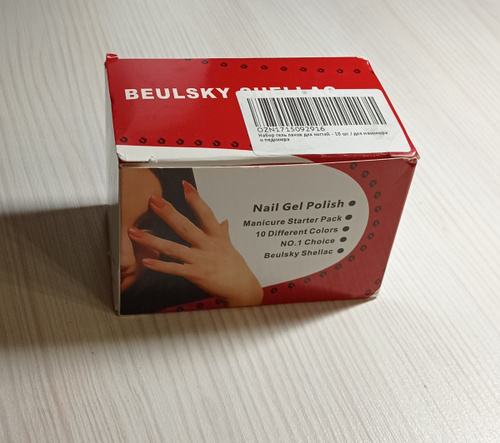 BEULSKY SHELLAC
OZN1715092916
Набор гель лаков для ногтей - 10 шт / для маникюра
и педикюра
Nail Gel Polish
Manicure Starter Pack
10 Different Colors
NO.1 Choice
Beulsky Shellac